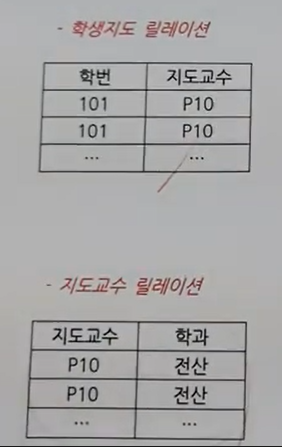 - 학생지도 릴레이션
학번 지도교수
101 P10
101 P10
... ...
- 지도교수 릴레이션
지도교수 학과
P10 전산
P10 전산
... ...